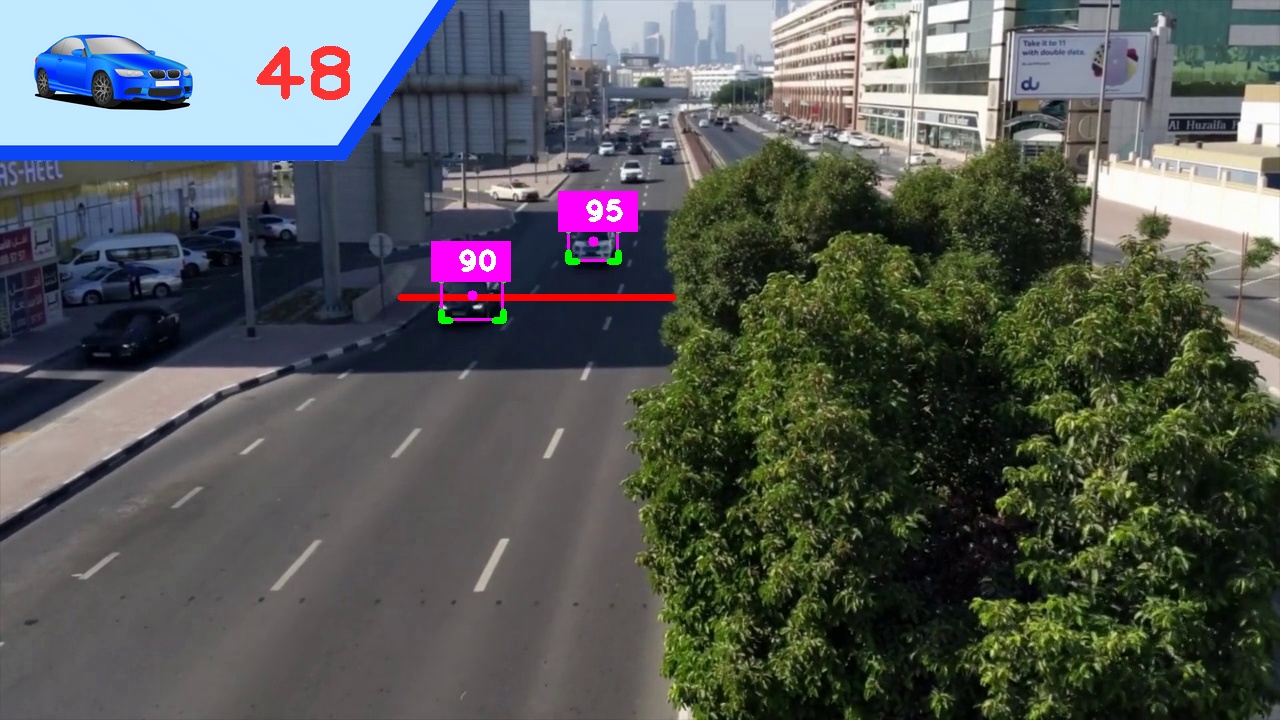 48
AS-HEEL
95
90
Take it to 11
with double data.
du
Al Huzaifa